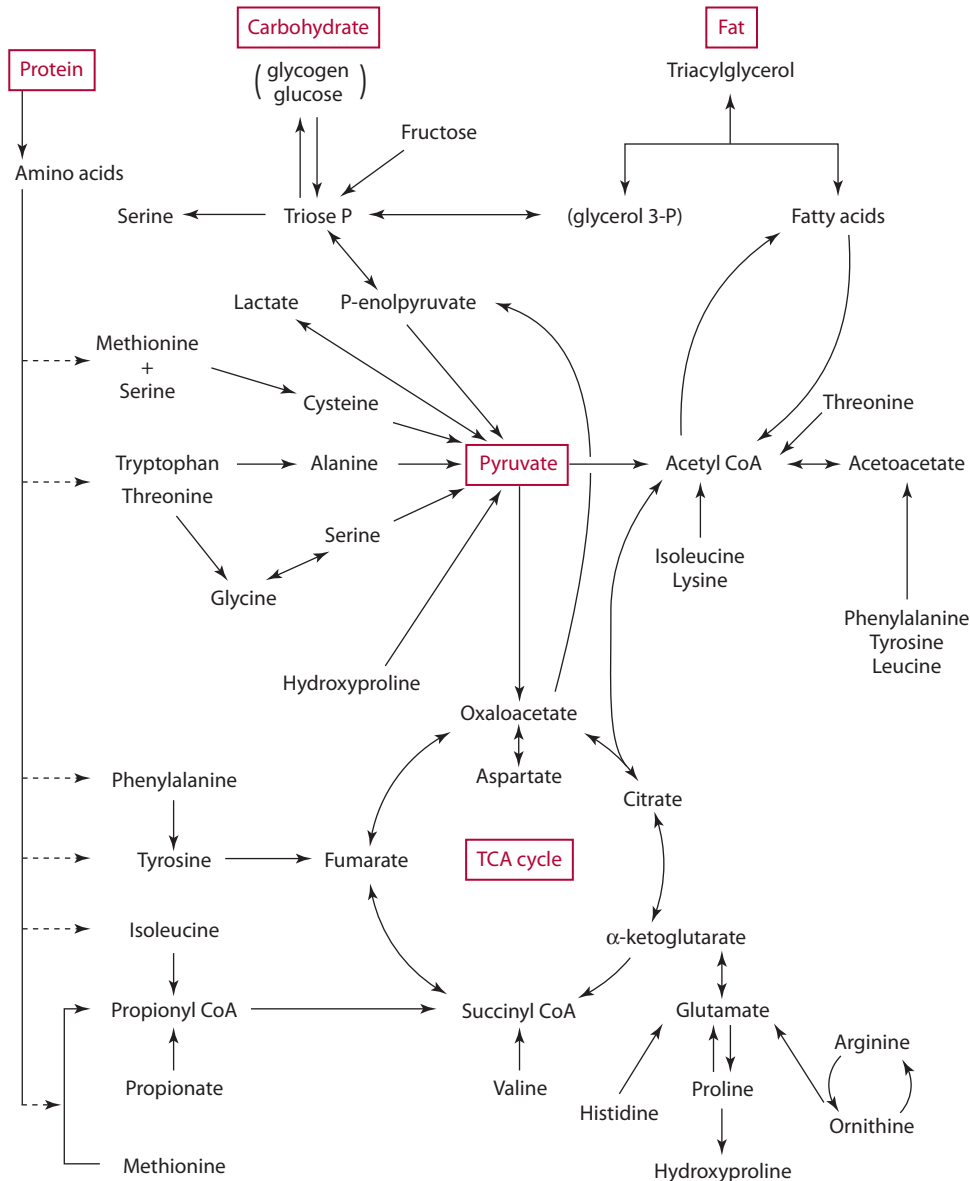 Carbohydrate
Fat
Protein
(glycogen
glucose)
Triacylglycerol
Fructose
Amino acids
Serine
Triose P
(glycerol 3-P)
Fatty acids
Lactate
P-enolpyruvate
Methionine
+
Serine
Cysteine
Threonine
Tryptophan
Threonine
Alanine
Pyruvate
Acetyl CoA
Acetoacetate
Serine
Isoleucine
Lysine
Glycine
Phenylalanine
Tyrosine
Leucine
Hydroxyproline
Oxaloacetate
Aspartate
Phenylalanine
Citrate
Tyrosine
Fumarate
TCA cycle
Isoleucine
α-ketoglutarate
Propionyl CoA
Succinyl CoA
Glutamate
Arginine
Propionate
Valine
Proline
Histidine
Ornithine
Methionine
Hydroxyproline